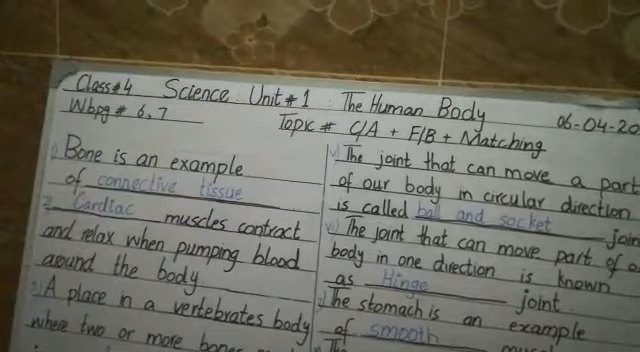 Class#4 Science: Unit#1 The Human Body 06-04-20
Wbpg # 6,7 Topic # C/A + F/B + Matching
Bone is an example
of connective tissue
Cardiac muscles contract
and relax when pumping blood
around the body
A place in a vertebrates body
where two or more bones
The joint that can move a part
of our body in circular direction
is called ball and socket join
The joint that can move part of o
body in one direction is known
as Hinge joint.
The stomach is an example
of smooth
The